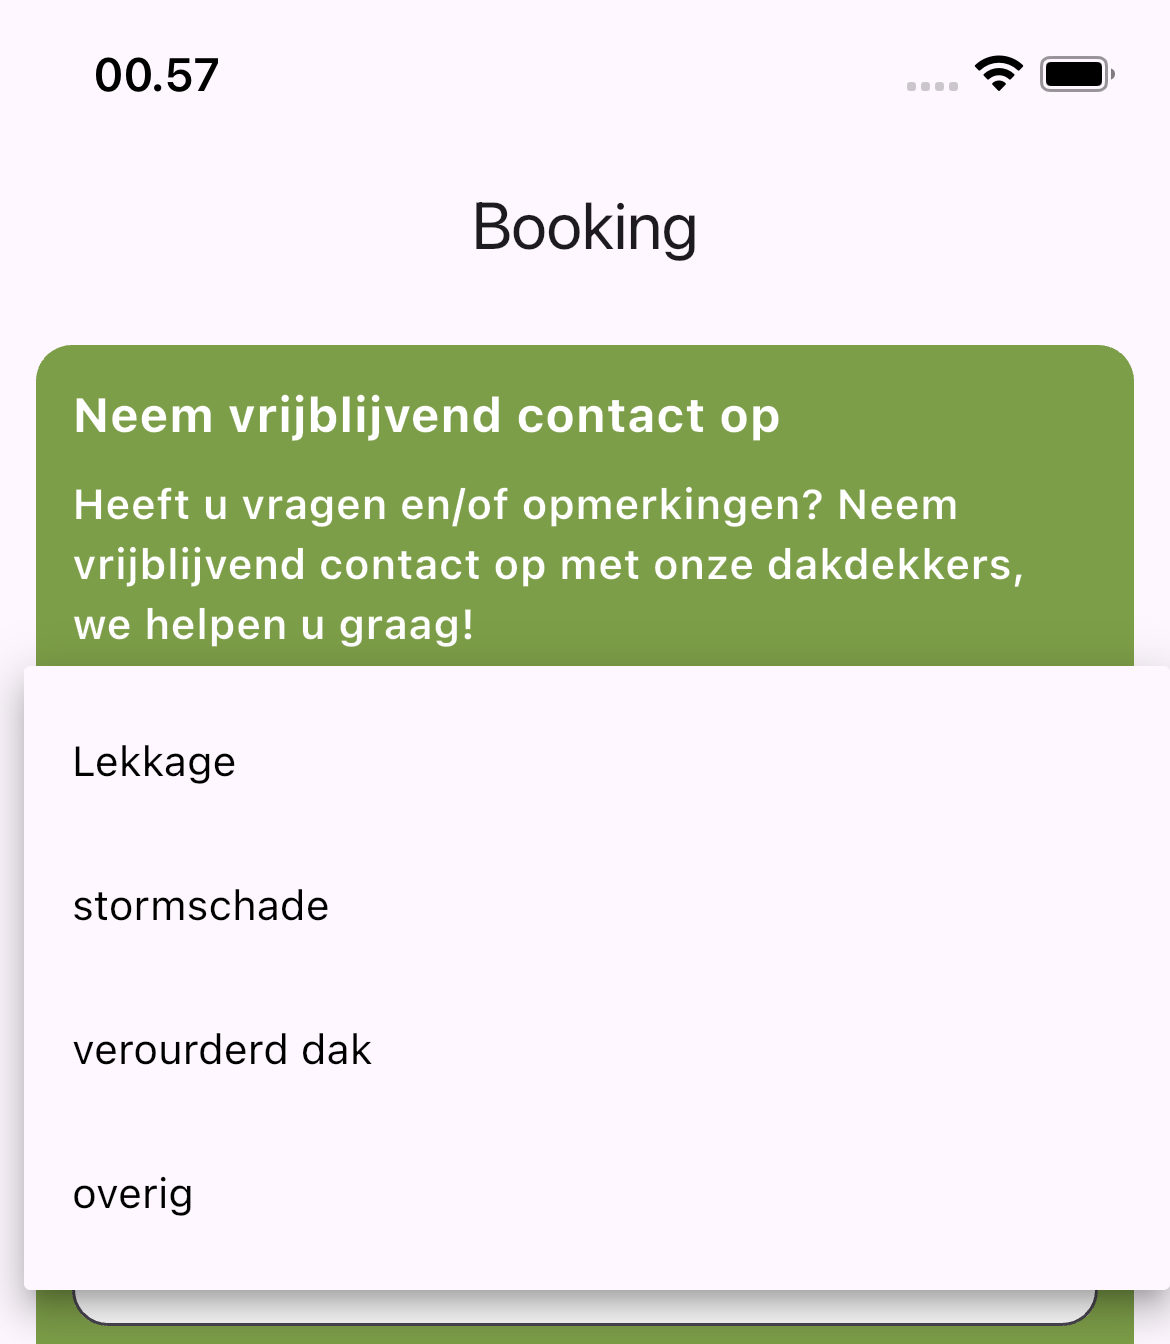 00.57
Booking
Neem vrijblijvend contact op
Heeft u vragen en/of opmerkingen? Neem
vrijblijvend contact op met onze dakdekkers,
we helpen u graag!
Lekkage
stormschade
verourderd dak
overig